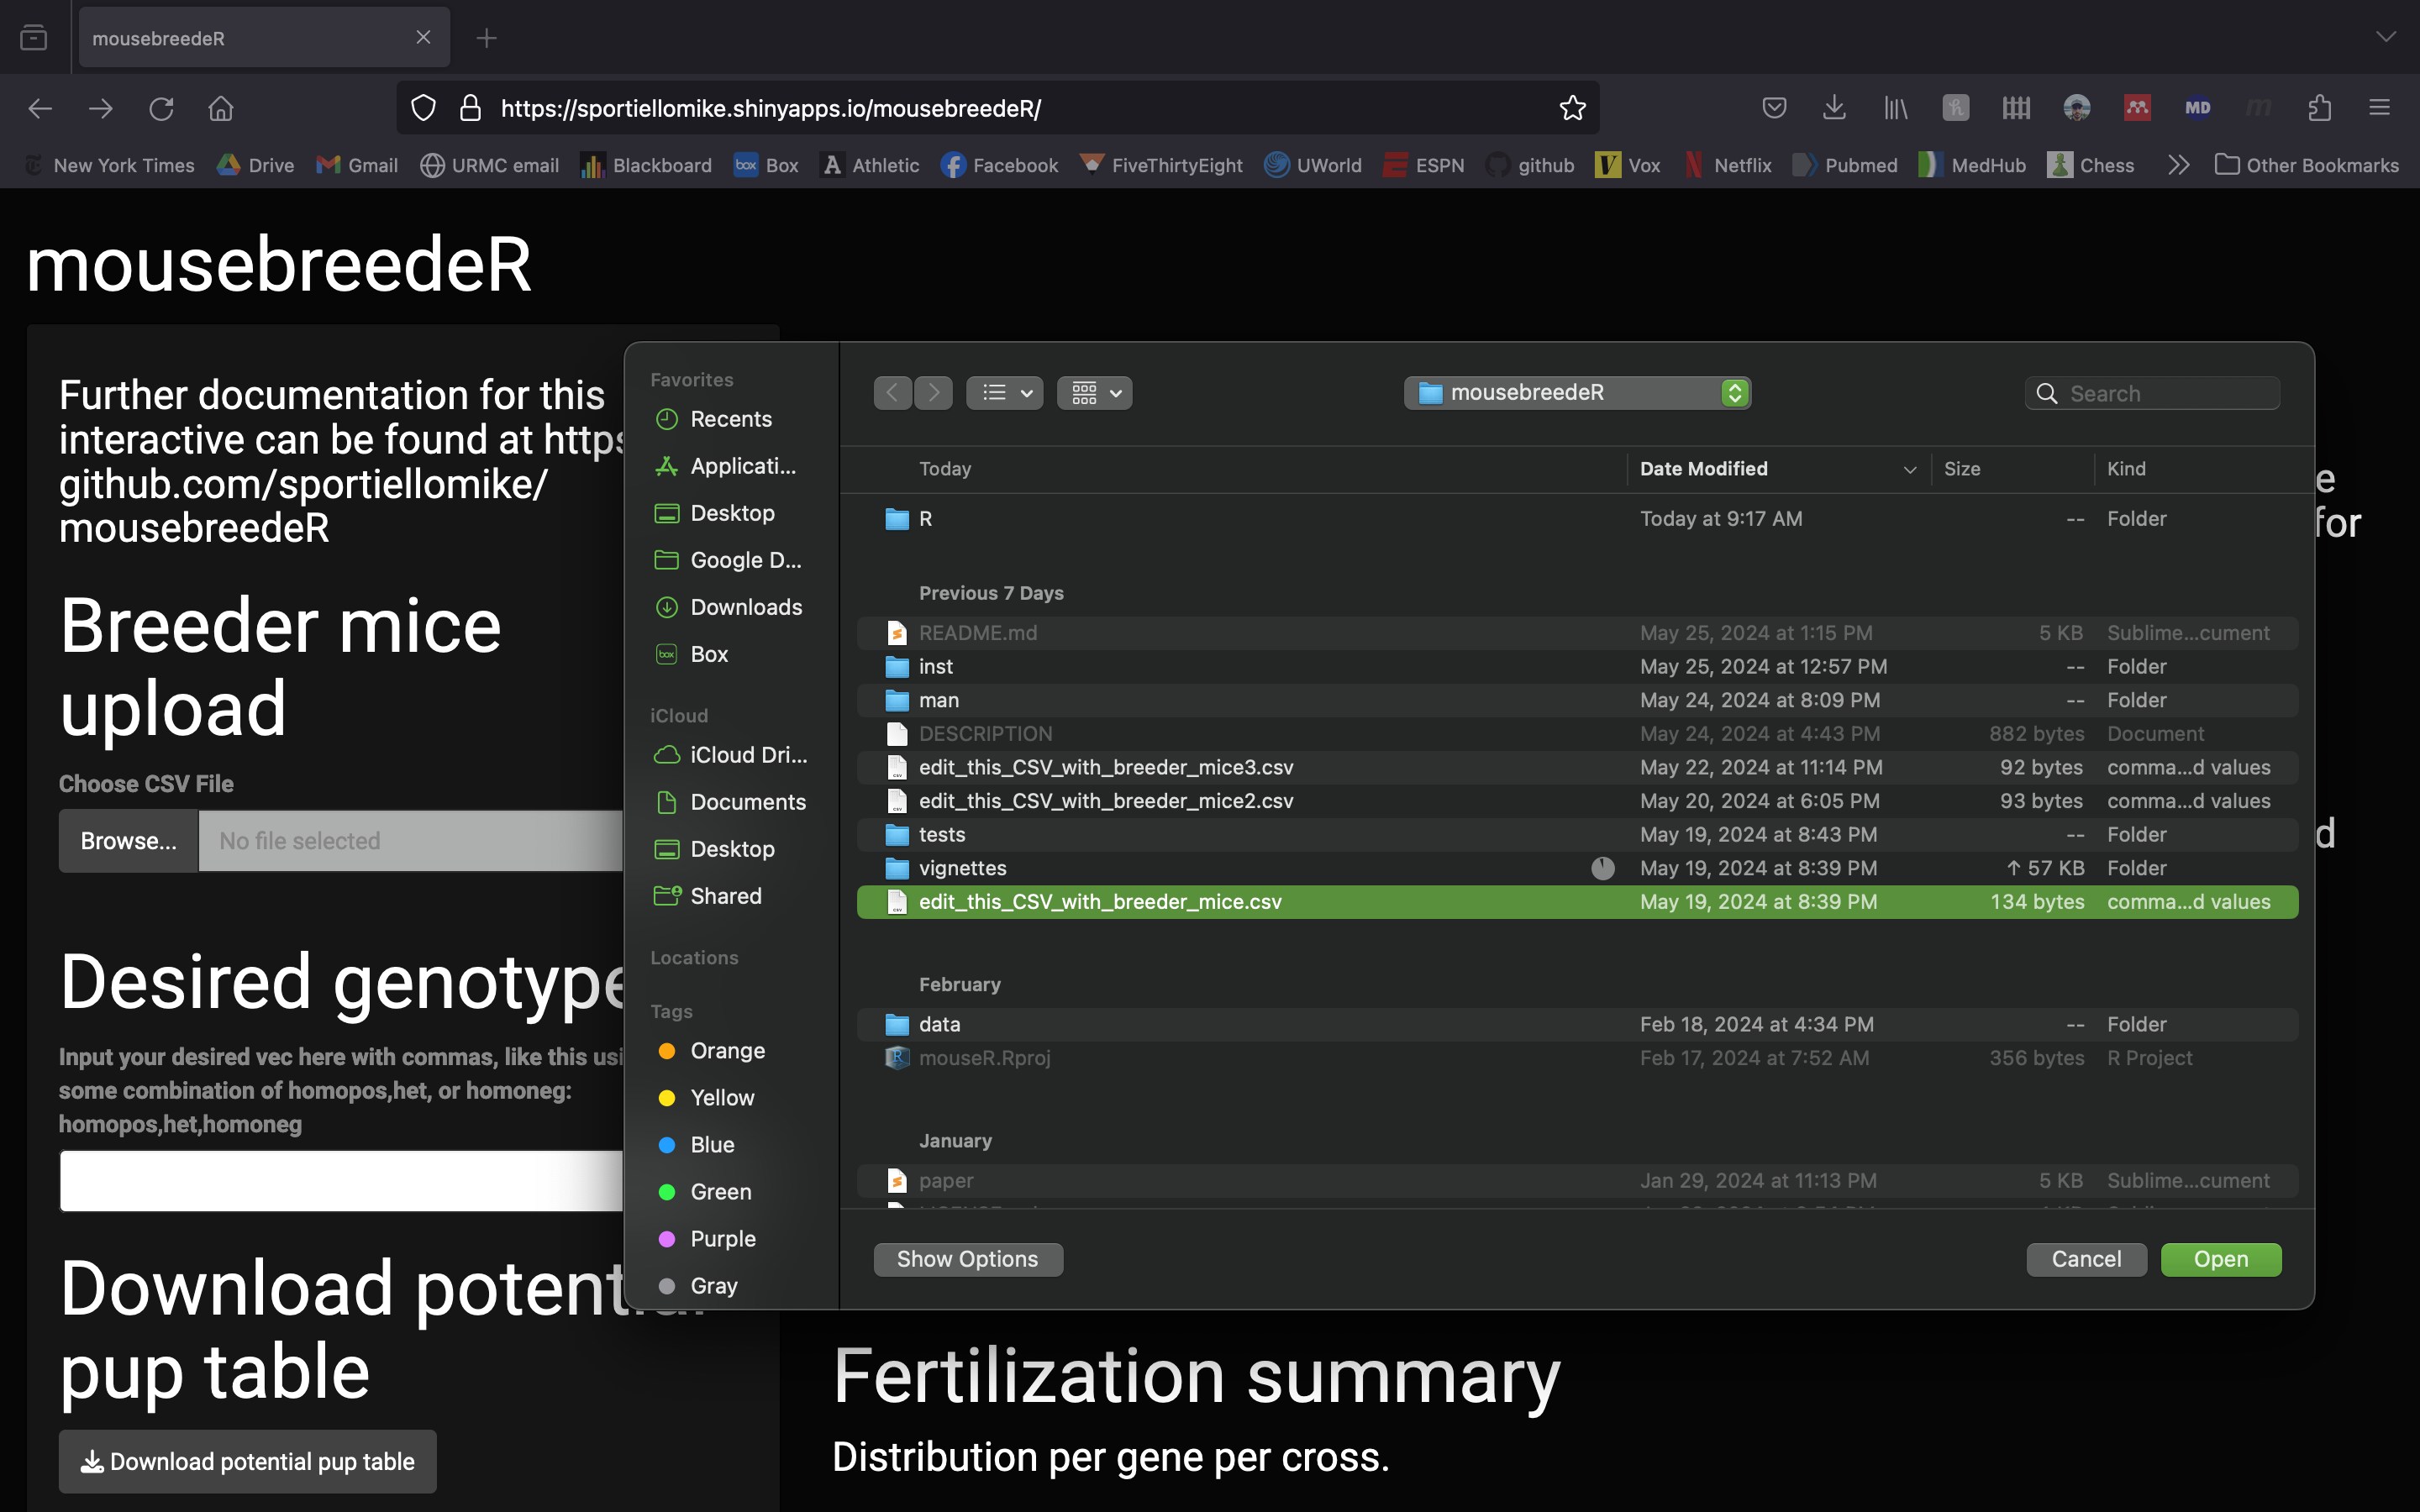 mousebreedeR
https://sportiellomike.shinyapps.io/mousebreedeR/
MD
New York Times Drive Gmail URMC email Blackboard box Box A Athletic Facebook FiveThirtyEight UWorld ESPN github V Vox Netflix Pubmed MedHub Chess Other Bookmarks
mousebreedeR
Further documentation for this
interactive can be found at https
github.com/sportiellomike/
mousebreedeR
Breeder mice
upload
Choose CSV File
Browse... No file selected
Desired genotype
Input your desired vec here with commas, like this usi
some combination of homopos,het, or homoneg:
homopos,het,homoneg
Download potential
pup table
Download potential pup table
Favorites
Recents
Applicati...
Desktop
Google D...
Downloads
Box
iCloud
iCloud Dri...
Documents
Desktop
Shared
Locations
Tags
Orange
Yellow
Blue
Green
Purple
Gray
mousebreedeR
Search
Today Date Modified Size Kind
R Today at 9:17 AM -- Folder
Previous 7 Days
README.md May 25, 2024 at 1:15 PM 5 KB Sublime...cument
inst May 25, 2024 at 12:57 PM -- Folder
man May 24, 2024 at 8:09 PM -- Folder
DESCRIPTION May 24, 2024 at 4:43 PM 882 bytes Document
edit_this_CSV_with_breeder_mice3.csv May 22, 2024 at 11:14 PM 92 bytes comma...d values
edit_this_CSV_with_breeder_mice2.csv May 20, 2024 at 6:05 PM 93 bytes comma...d values
tests May 19, 2024 at 8:43 PM -- Folder
vignettes May 19, 2024 at 8:39 PM ↑ 57 KB Folder
edit_this_CSV_with_breeder_mice.csv May 19, 2024 at 8:39 PM 134 bytes comma...d values
February
data Feb 18, 2024 at 4:34 PM -- Folder
mouseR.Rproj Feb 17, 2024 at 7:52 AM 356 bytes R Project
January
paper Jan 29, 2024 at 11:13 PM 5 KB Sublime...cument
Show Options Cancel Open
e
for
d
Fertilization summary
Distribution per gene per cross.